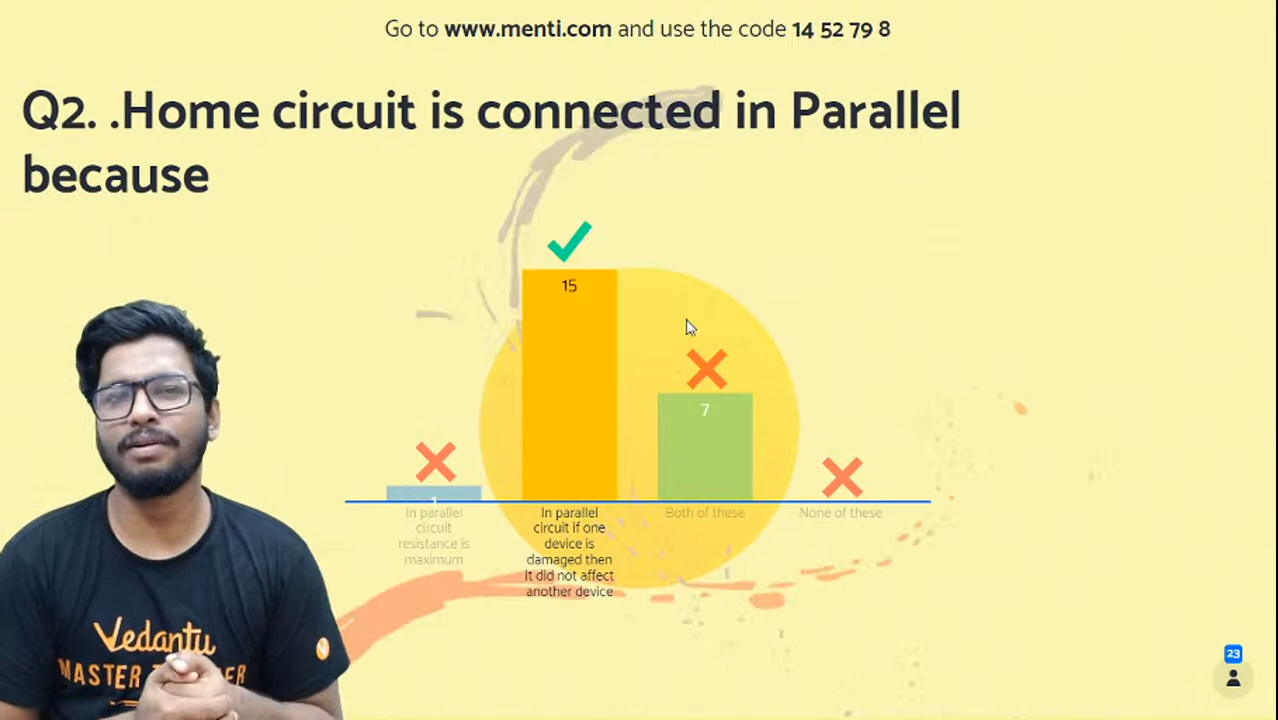 Go to www.menti.com and use the code 14 52 79 8
Q2. .Home circuit is connected in Parallel
because
15
7
1
In parallel
circuit
resistance is
maximum
In parallel
circuit if one
device is
damaged then
it did not affect
another device
Both of these
None of these
Vedantu
MASTER T
ER
23